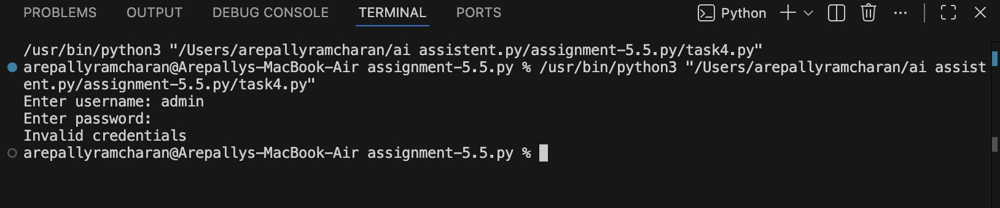 PROBLEMS OUTPUT DEBUG CONSOLE TERMINAL PORTS Python
/usr/bin/python3 "/Users/arepallyramcharan/ai assistent.py/assignment-5.5.py/task4.py"
arepallyramcharan@Arepallys-MacBook-Air assignment-5.5.py % /usr/bin/python3 "/Users/arepallyramcharan/ai assist
ent.py/assignment-5.5.py/task4.py"
Enter username: admin
Enter password:
Invalid credentials
arepallyramcharan@Arepallys-MacBook-Air assignment-5.5.py %